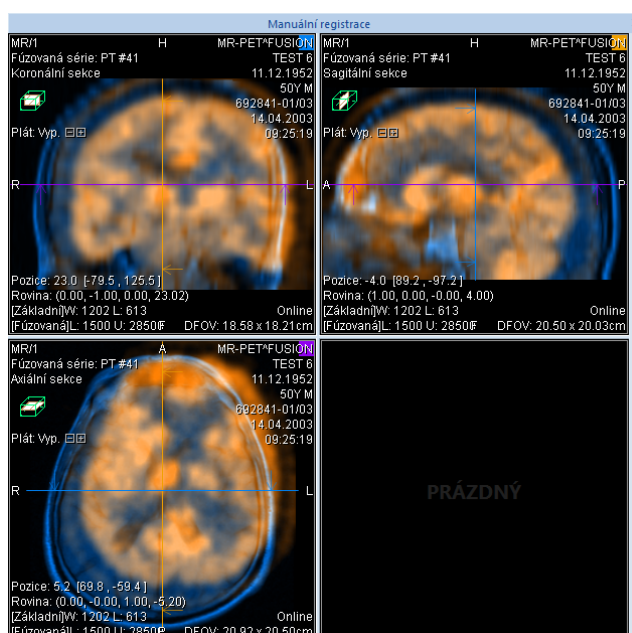 Manuální registrace
MR/1 H MR-PET^FUSION
Fúzovaná série: PT #41 TEST 6
Koronální sekce 11.12.1952
50Y M
692841-01/03
14.04.2003
Plát: Vyp. 09:25:19
R L
Pozice: 23.0 [-79.5 , 125.5 ]
Rovina: (0.00, -1.00, 0.00, 23.02)
[Základní]W: 1202 L: 613 Online
[Fúzovaná]L: 1500 U: 28506 DFOV: 18.58 x 18.21cm
MR/1 H MR-PET^FUSION
Fúzovaná série: PT #41 TEST 6
Sagitální sekce 11.12.1952
50Y M
692841-01/03
14.04.2003
Plát: Vyp. 09:25:19
A P
Pozice: -4.0 [89.2 , -97.2 ]
Rovina: (1.00, 0.00, -0.00, 4.00)
[Základní]W: 1202 L: 613 Online
[Fúzovaná]L: 1500 U: 28506 DFOV: 20.50 x 20.03cm
MR/1 A MR-PET^FUSION
Fúzovaná série: PT #41 TEST 6
Axiální sekce 11.12.1952
50Y M
692841-01/03
14.04.2003
Plát: Vyp. 09:25:19
R L
Pozice: 5.2 [69.8 , -59.4 ]
Rovina: (0.00, -0.00, 1.00, -5.20)
[Základní]W: 1202 L: 613 Online
[Fúzovaná]L: 1500 U: 28506 DFOV: 20.92 x 20.50cm
PRÁZDNÝ